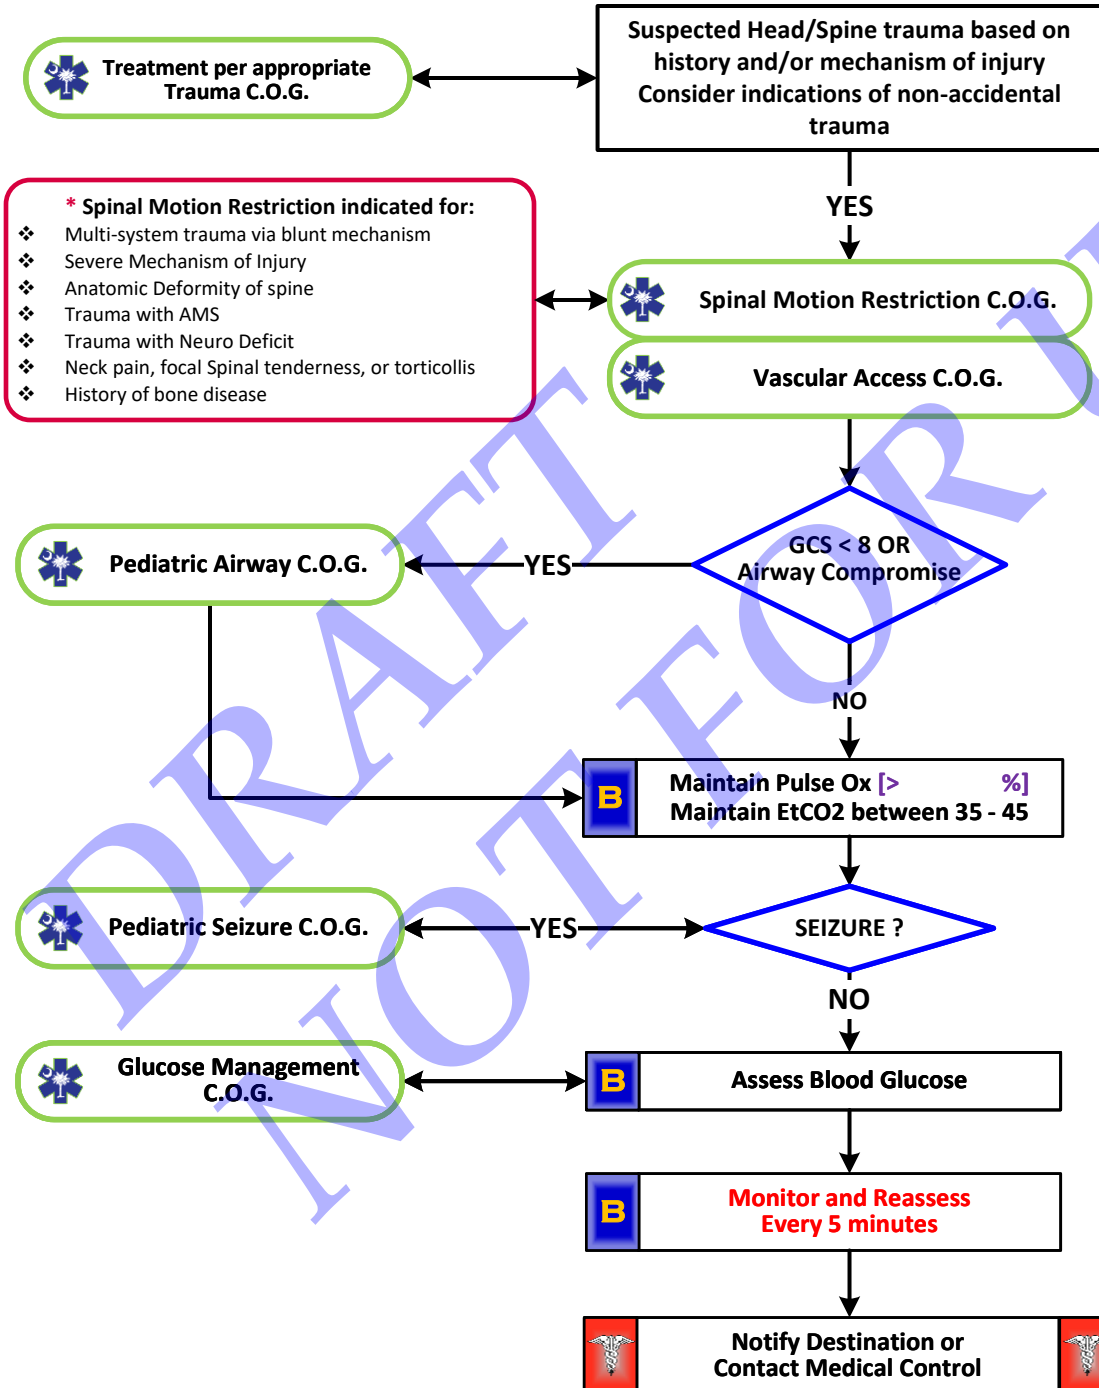 Treatment per appropriate
Trauma C.O.G.
Suspected Head/Spine trauma based on
history and/or mechanism of injury
Consider indications of non-accidental
trauma
YES
* Spinal Motion Restriction indicated for:
❖ Multi-system trauma via blunt mechanism
❖ Severe Mechanism of Injury
❖ Anatomic Deformity of spine
❖ Trauma with AMS
❖ Trauma with Neuro Deficit
❖ Neck pain, focal Spinal tenderness, or torticollis
❖ History of bone disease
Spinal Motion Restriction C.O.G.
Vascular Access C.O.G.
GCS < 8 OR
Airway Compromise
YES
Pediatric Airway C.O.G.
NO
B
Maintain Pulse Ox [> %]
Maintain EtCO2 between 35 - 45
SEIZURE ?
YES
Pediatric Seizure C.O.G.
NO
Glucose Management
C.O.G.
B
Assess Blood Glucose
B
Monitor and Reassess
Every 5 minutes
Notify Destination or
Contact Medical Control
DRAFT
NOT FOR